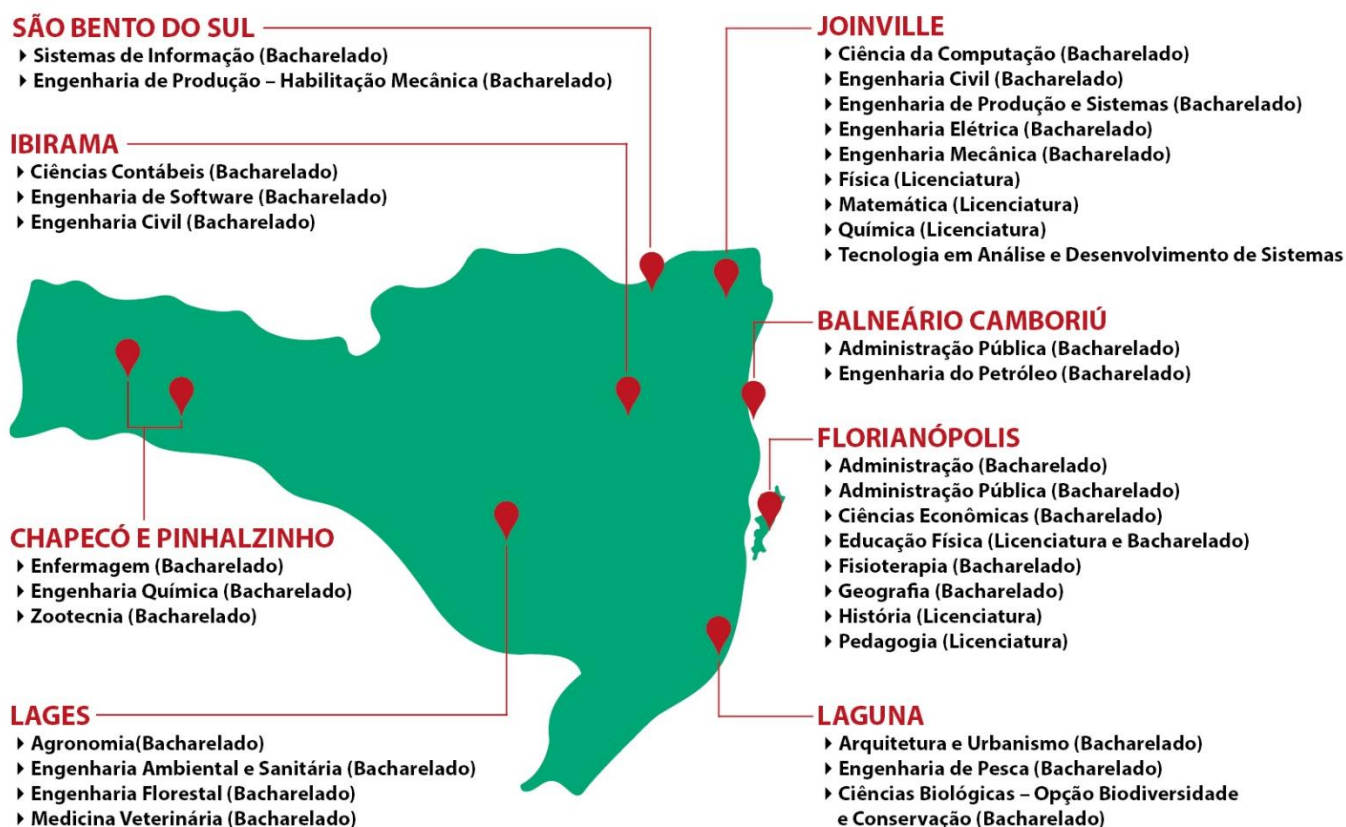 SÃO BENTO DO SUL
Sistemas de Informação (Bacharelado)
Engenharia de Produção – Habilitação Mecânica (Bacharelado)
IBIRAMA
Ciências Contábeis (Bacharelado)
Engenharia de Software (Bacharelado)
Engenharia Civil (Bacharelado)
CHAPECÓ E PINHALZINHO
Enfermagem (Bacharelado)
Engenharia Química (Bacharelado)
Zootecnia (Bacharelado)
LAGES
Agronomia(Bacharelado)
Engenharia Ambiental e Sanitária (Bacharelado)
Engenharia Florestal (Bacharelado)
Medicina Veterinária (Bacharelado)
JOINVILLE
Ciência da Computação (Bacharelado)
Engenharia Civil (Bacharelado)
Engenharia de Produção e Sistemas (Bacharelado)
Engenharia Elétrica (Bacharelado)
Engenharia Mecânica (Bacharelado)
Física (Licenciatura)
Matemática (Licenciatura)
Química (Licenciatura)
Tecnologia em Análise e Desenvolvimento de Sistemas
BALNEÁRIO CAMBORIÚ
Administração Pública (Bacharelado)
Engenharia do Petróleo (Bacharelado)
FLORIANÓPOLIS
Administração (Bacharelado)
Administração Pública (Bacharelado)
Ciências Econômicas (Bacharelado)
Educação Física (Licenciatura e Bacharelado)
Fisioterapia (Bacharelado)
Geografia (Bacharelado)
História (Licenciatura)
Pedagogia (Licenciatura)
LAGUNA
Arquitetura e Urbanismo (Bacharelado)
Engenharia de Pesca (Bacharelado)
Ciências Biológicas – Opção Biodiversidade
e Conservação (Bacharelado)